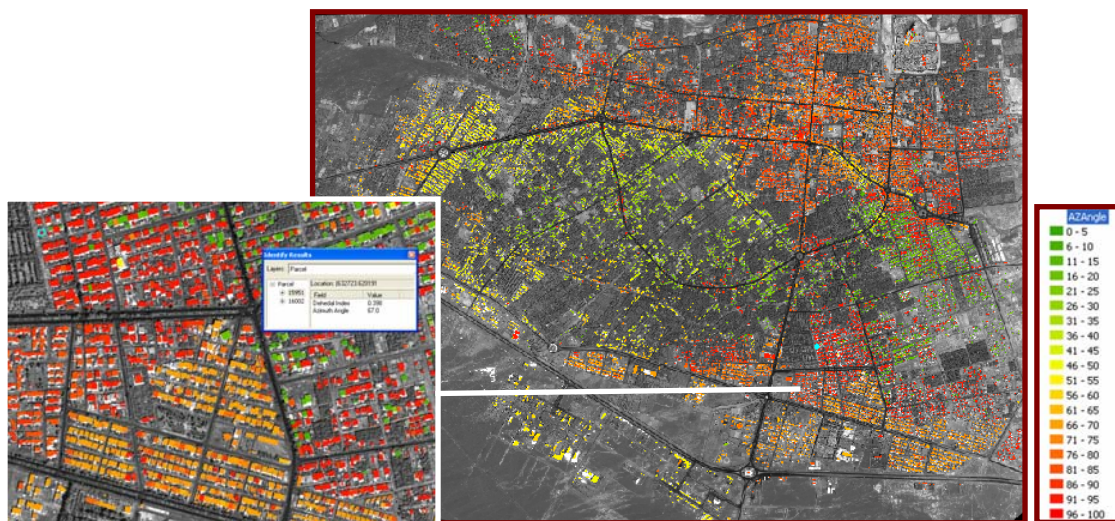 Identify Results
Layers: Parcel
Parcel
15951
16002
Field Value
Azimuth Angle 67.0
AZAngle
0 - 5
6 - 10
11 - 15
16 - 20
21 - 25
26 - 30
31 - 35
36 - 40
41 - 45
46 - 50
51 - 55
56 - 60
61 - 65
66 - 70
71 - 75
76 - 80
81 - 85
86 - 90
91 - 95
96 - 100